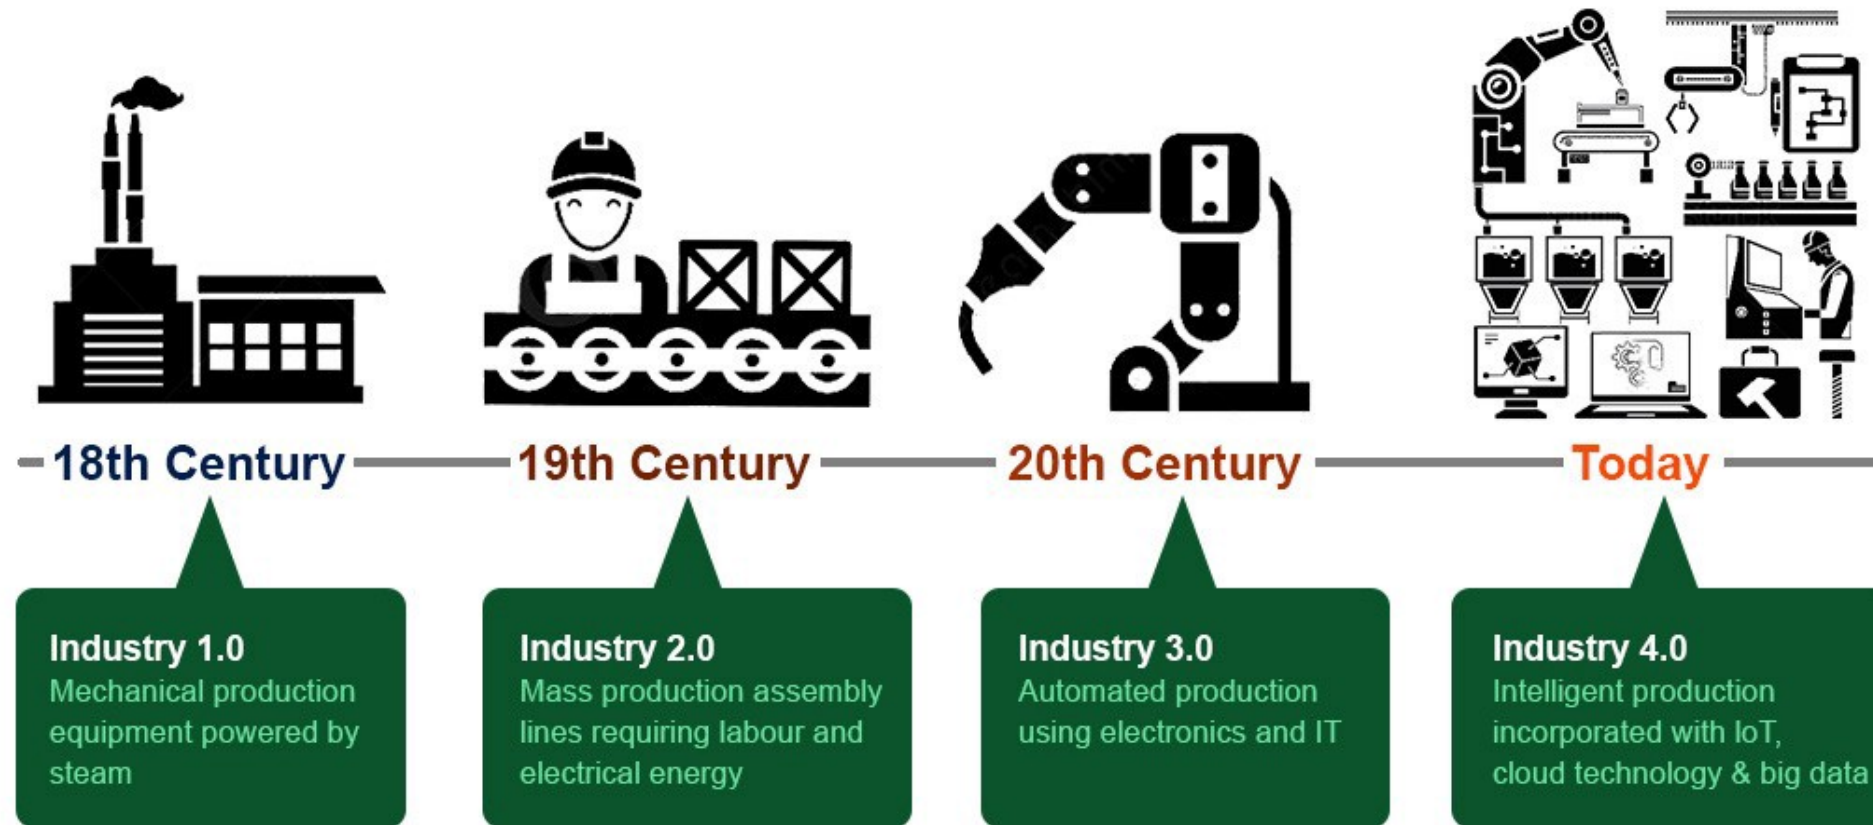 18th Century
19th Century
20th Century
Today
Industry 1.0
Mechanical production
equipment powered by
steam
Industry 2.0
Mass production assembly
lines requiring labour and
electrical energy
Industry 3.0
Automated production
using electronics and IT
Industry 4.0
Intelligent production
incorporated with IoT,
cloud technology & big data